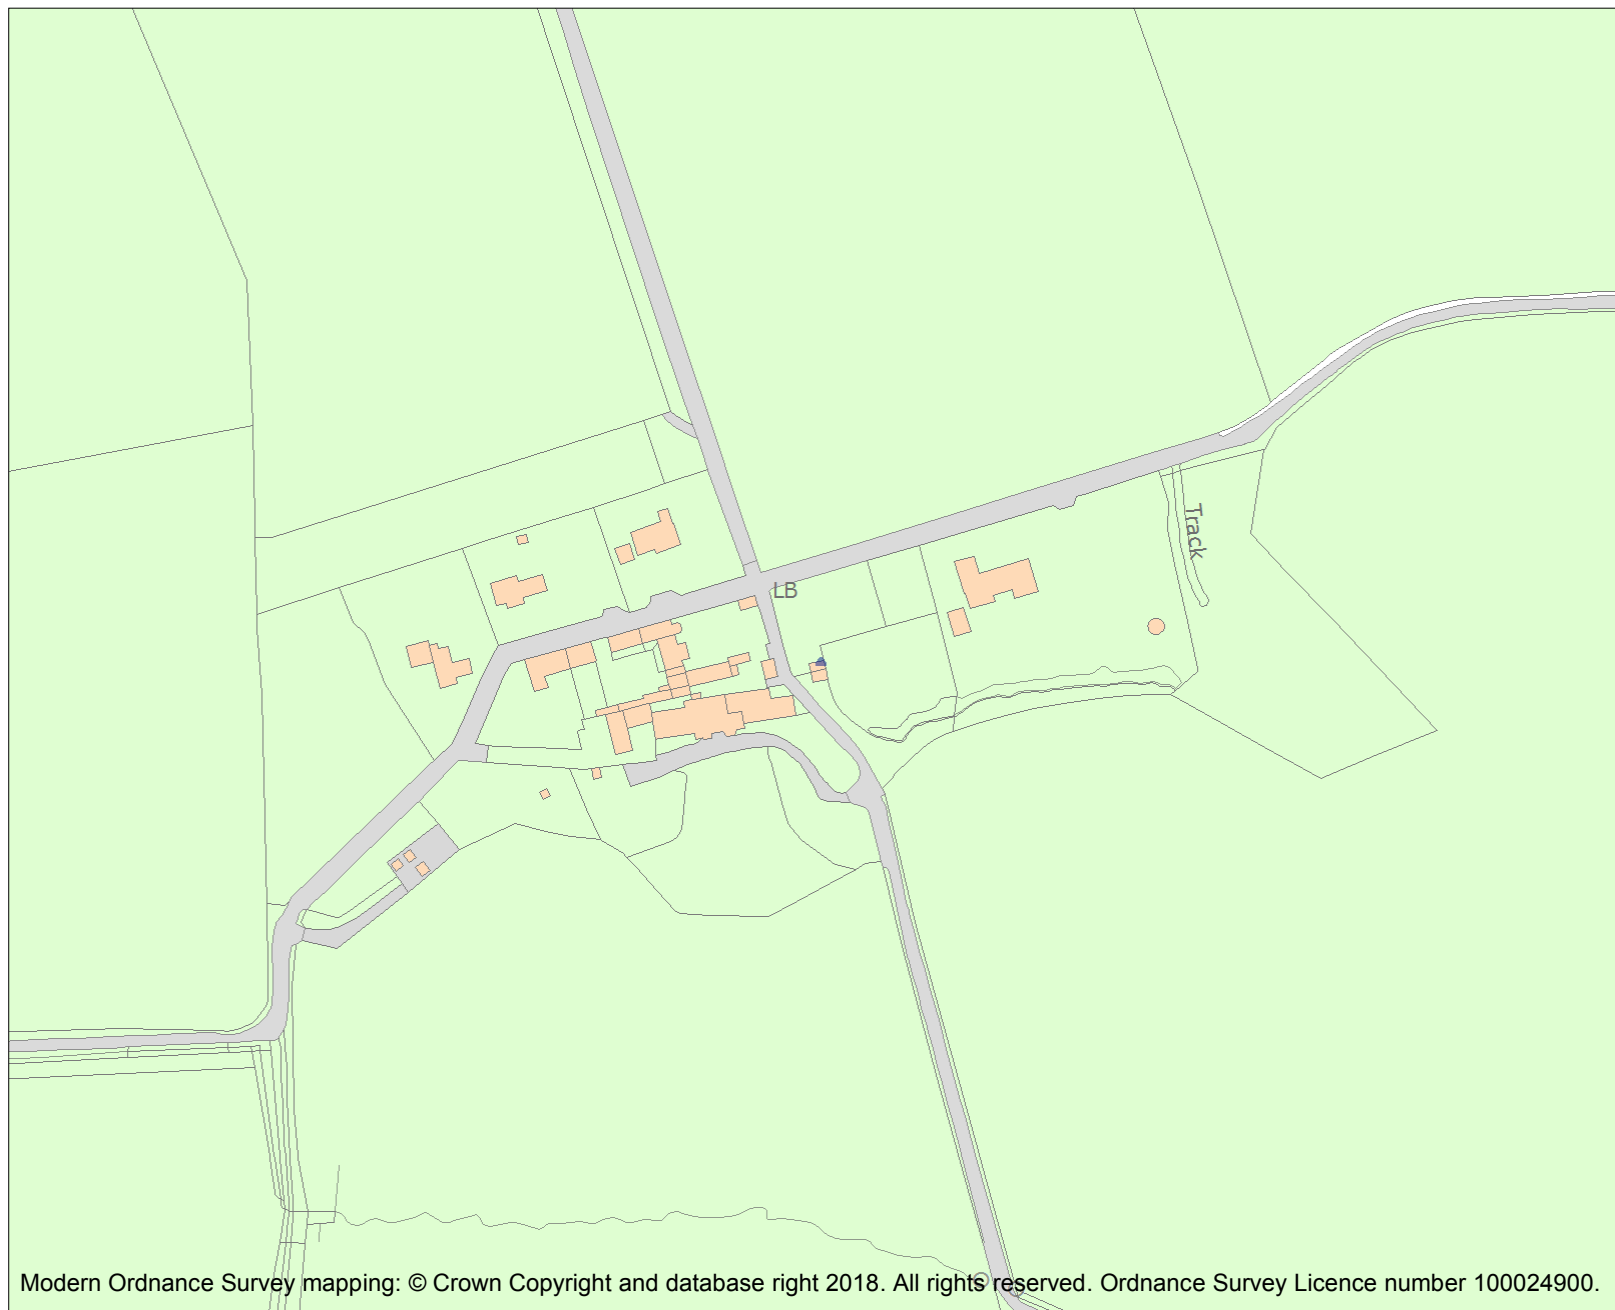 Track
LB
Modern Ordnance Survey mapping: © Crown Copyright and database right 2018. All rights reserved. Ordnance Survey Licence number 100024900.